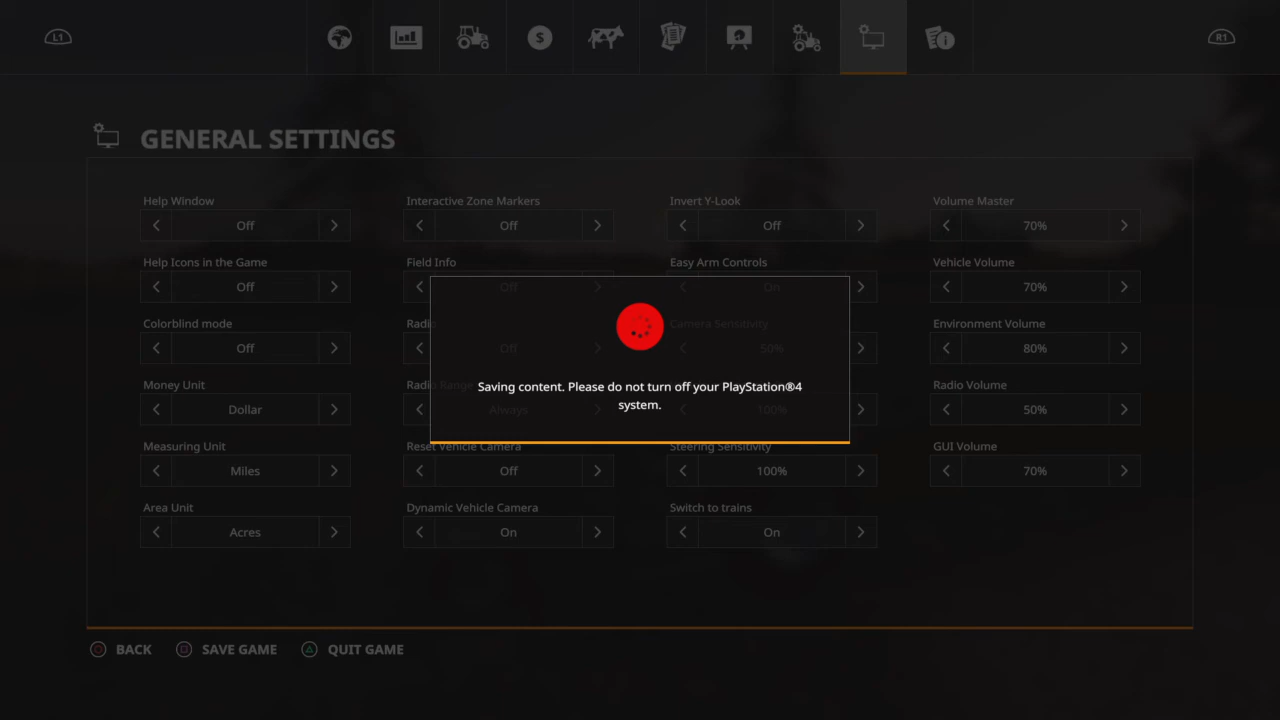 L1
R1
GENERAL SETTINGS
Help Window
Off
Interactive Zone Markers
Off
Invert Y-Look
Off
Volume Master
70%
Help Icons in the Game
Off
Field Info
Off
Easy Arm Controls
On
Vehicle Volume
70%
Colorblind mode
Off
Radio
Off
Camera Sensitivity
50%
Environment Volume
80%
Money Unit
Dollar
Radio Range
Always
100%
Radio Volume
50%
Saving content. Please do not turn off your PlayStation®4
system.
Measuring Unit
Miles
Reset Vehicle Camera
Off
Steering Sensitivity
100%
GUI Volume
70%
Area Unit
Acres
Dynamic Vehicle Camera
On
Switch to trains
On
BACK
SAVE GAME
QUIT GAME